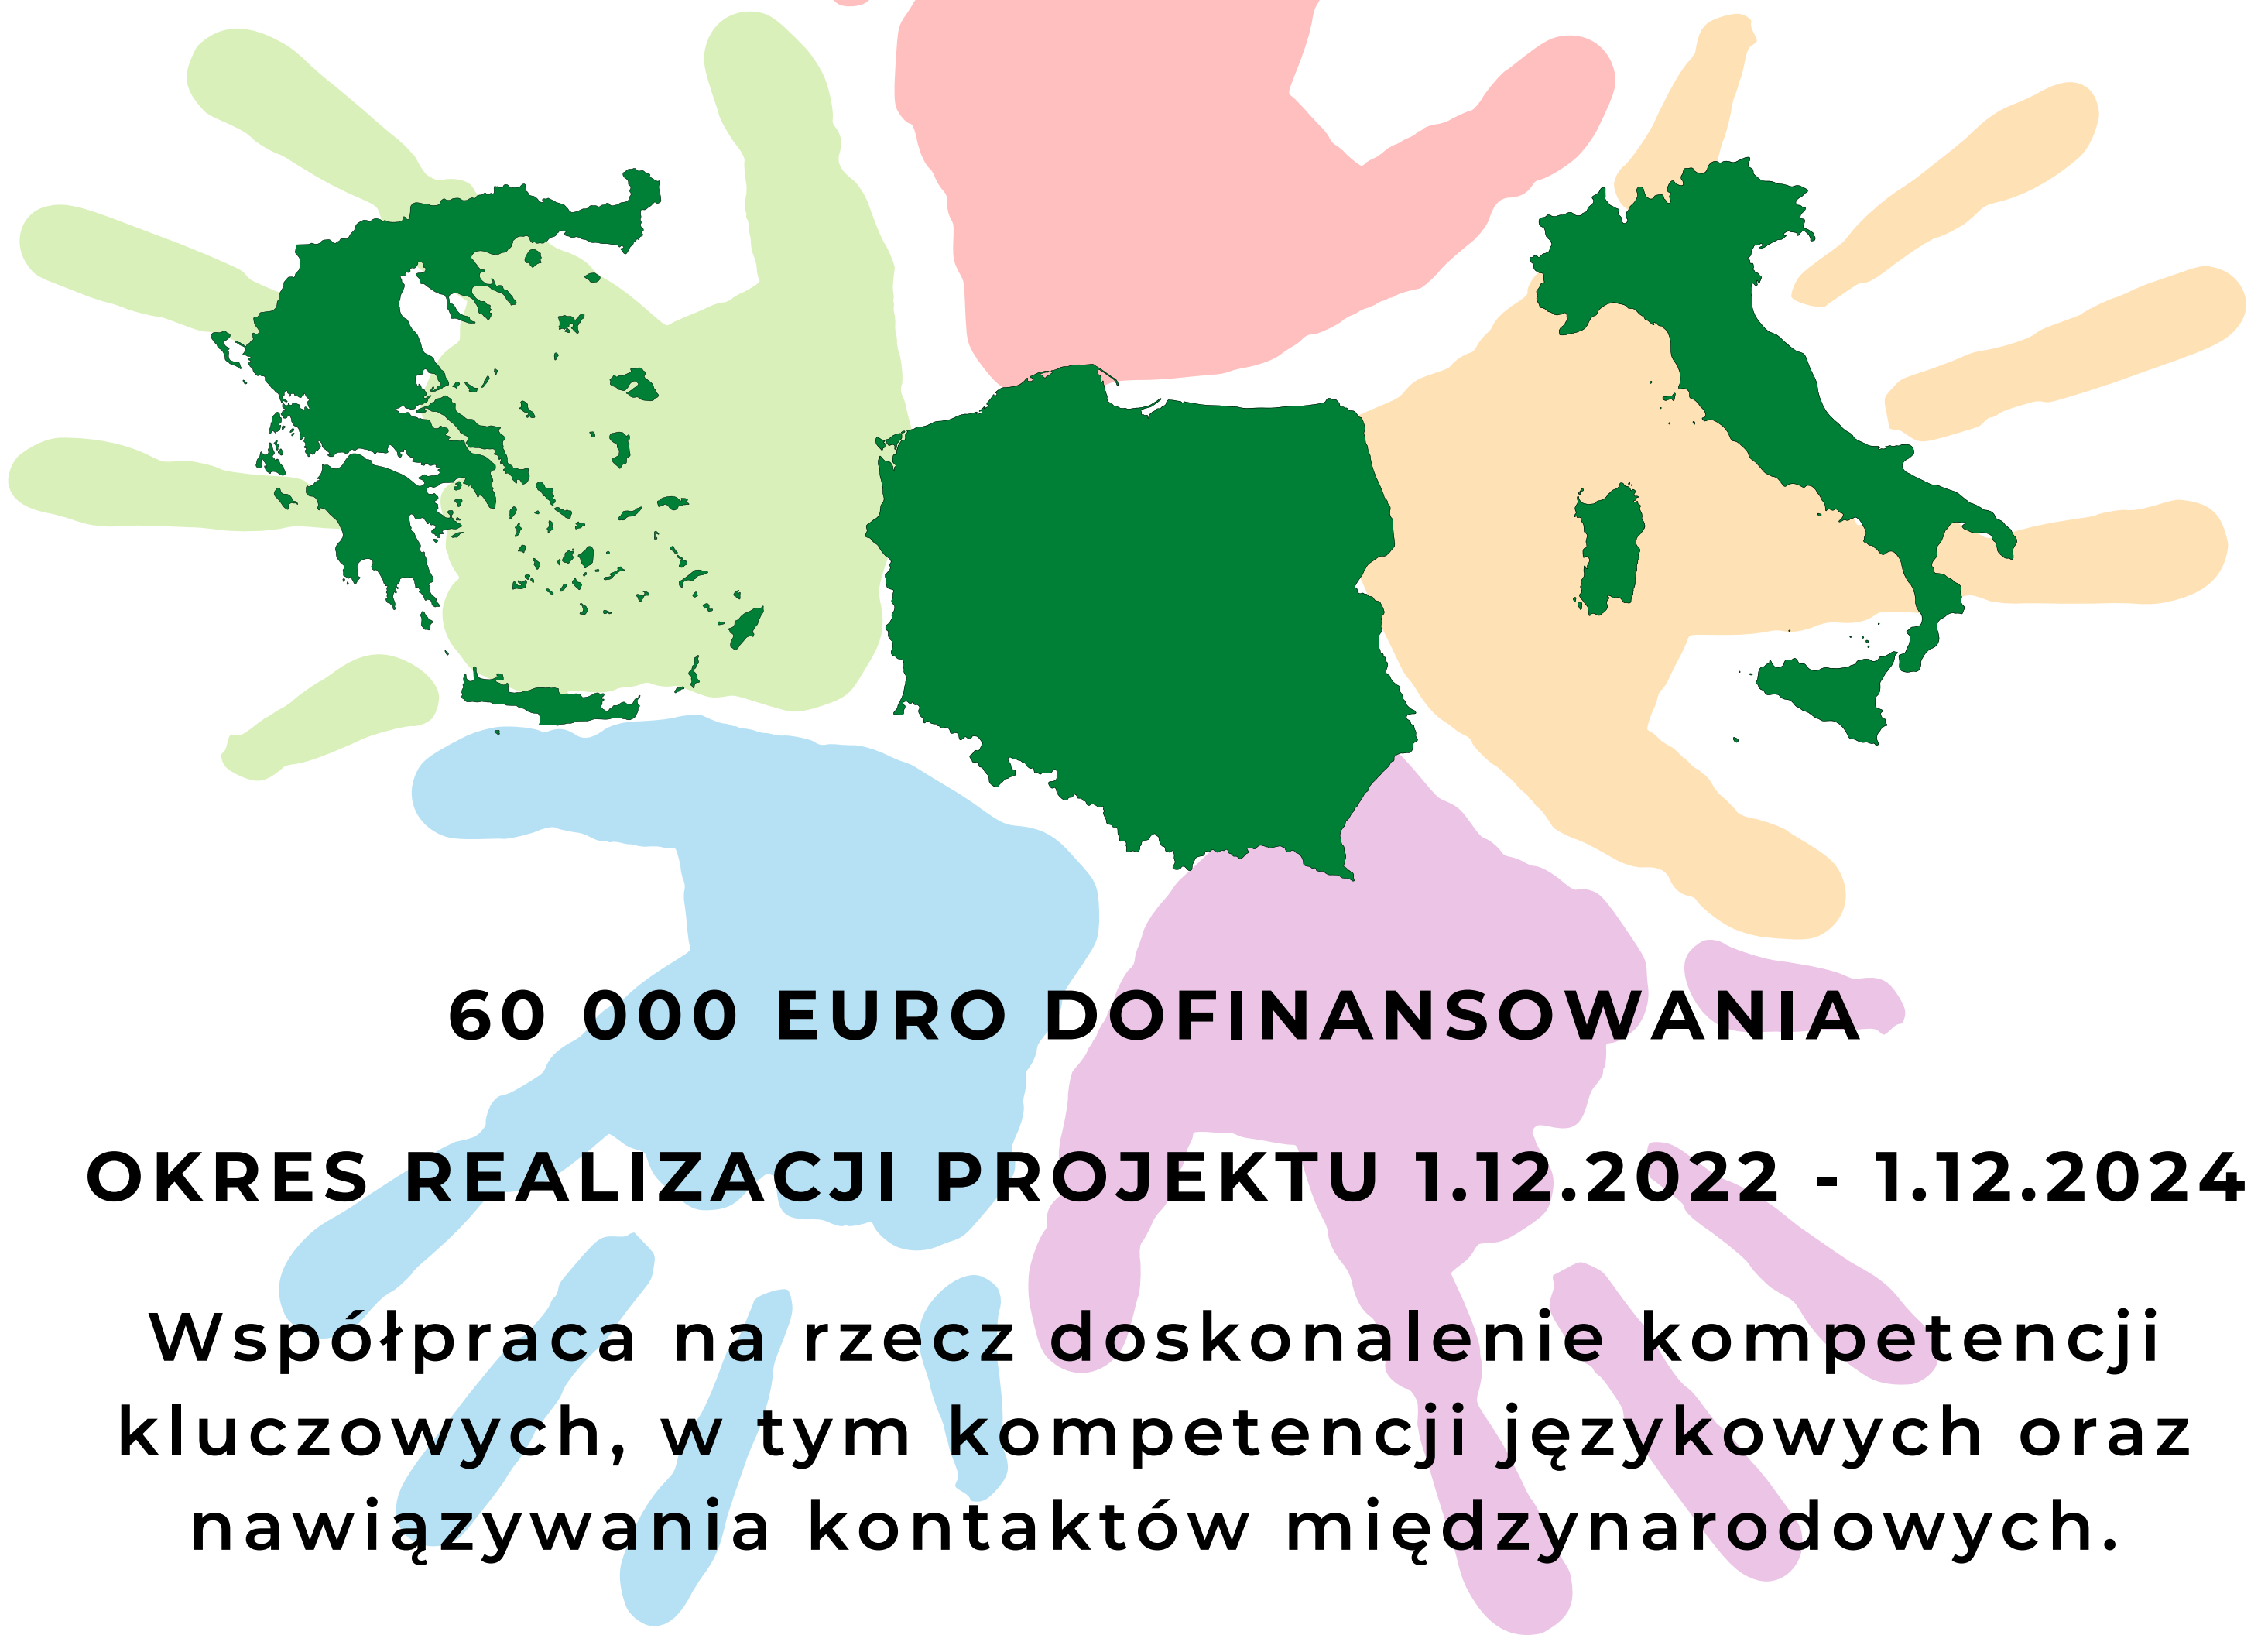 60 000 EURO DOFINANSOWANIA
OKRES REALIZACJI PROJEKTU 1.12.2022 - 1.12.2024
Współpraca na rzecz doskonalenie kompetencji
kluczowych, w tym kompetencji językowych oraz
nawiązywania kontaktów międzynarodowych.